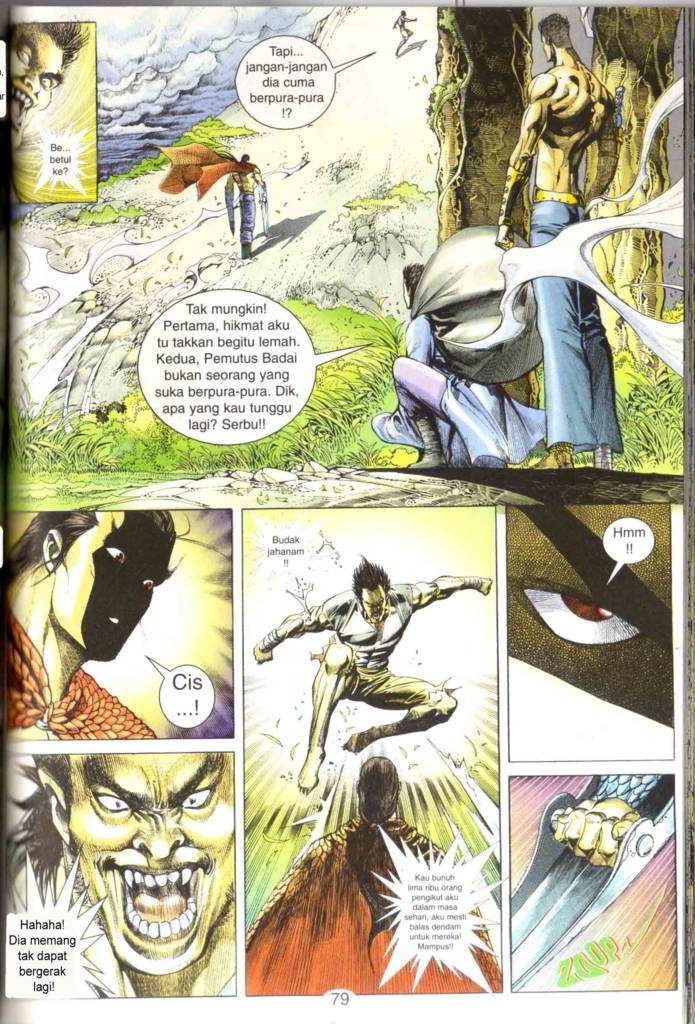 Be...
betul
ke?
Tapi...
jangan-jangan
dia cuma
berpura-pura
!?
Tak mungkin!
Pertama, hikmat aku
tu takkan begitu lemah.
Kedua, Pemutus Badai
bukan seorang yang
suka berpura-pura. Dik,
apa yang kau tunggu
lagi? Serbu!!
Cis
...!
Hahaha!
Dia memang
tak dapat
bergerak
lagi!
Budak
jahanam
!!
Kau bunuh
lima ribu orang
pengikut aku
dalam masa
sehari, aku mesti
balas dendam
untuk mereka!
Mampus!!
Hmm
!!
79